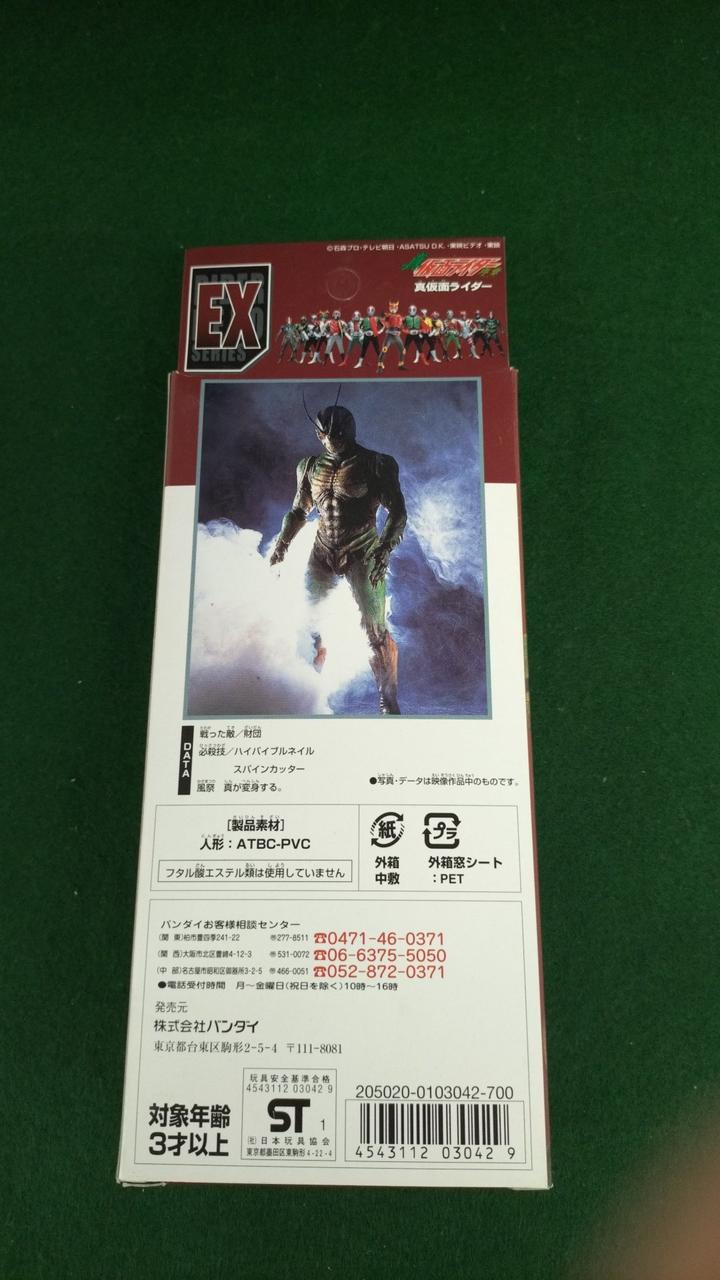 ©石森プロ・テレビ朝日・ASATSU D.K.・東映ビデオ・東映
EX
SERIES
仮面ライダー
真仮面ライダー
DATA
戦った敵／財団
必殺技／ハイバイブルネイル
スパインカッター
風祭 真が変身する。
●写真・データは映像作品中のものです。
[製品素材]
人形：ATBC-PVC
フタル酸エステル類は使用していません
紙
外箱
中敷
プラ
外箱窓シート
：PET
バンダイお客様相談センター
(関 東)柏市豊四季241-22 〒277-8511 ☎0471-46-0371
(関 西)大阪市北区豊崎4-12-3 〒531-0072 ☎06-6375-5050
(中 部)名古屋市昭和区御器所3-2-5 〒466-0051 ☎052-872-0371
●電話受付時間 月～金曜日(祝日を除く)10時～16時
発売元
株式会社バンダイ
東京都台東区駒形2-5-4 〒111-8081
対象年齢
3才以上
玩具安全基準合格
4543112 03042 9
ST 1
(社)日本玩具協会
東京都墨田区東駒形4-22-4
205020-0103042-700
4543112 03042 9